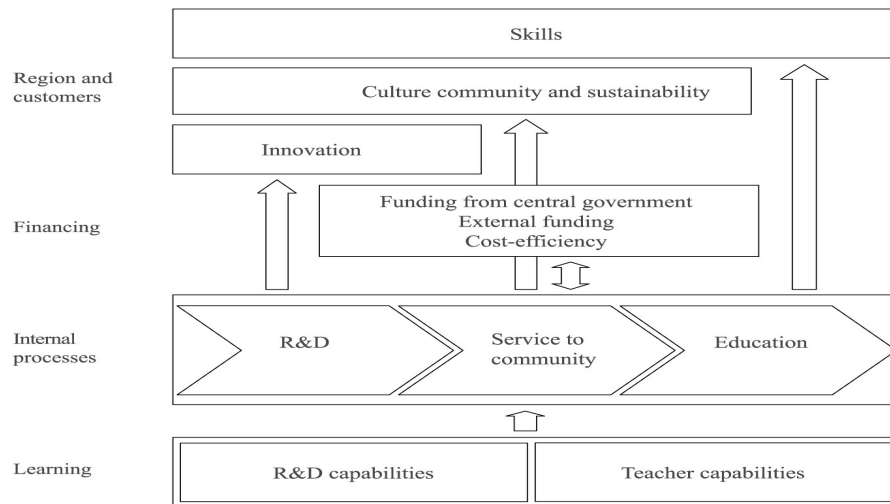 Skills
Region and
customers
Culture community and sustainability
Innovation
Funding from central government
Financing
External funding
Cost-efficiency
Internal
processes
R&D
Service to
community
Education
Learning
R&D capabilities
Teacher capabilities